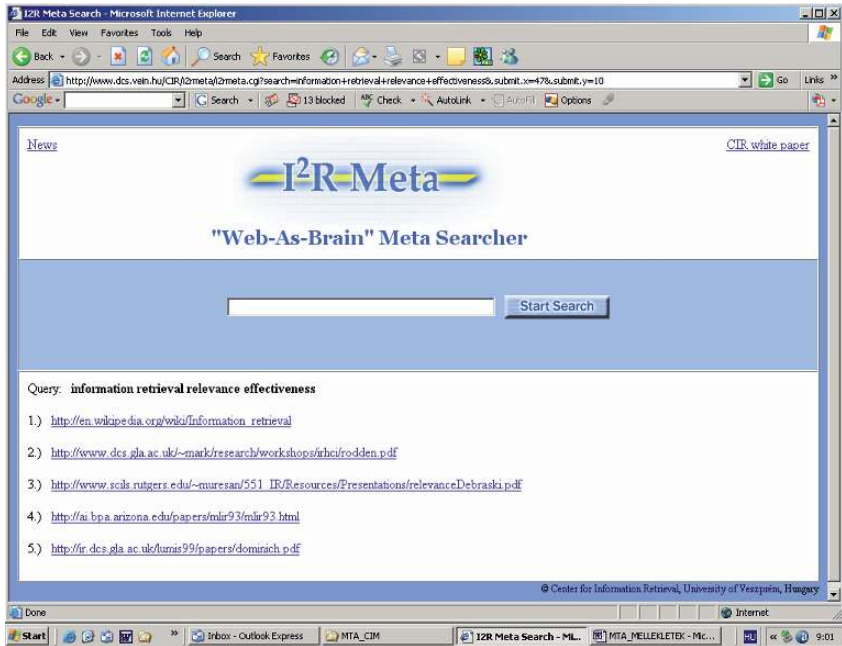 I2R Meta Search - Microsoft Internet Explorer
File Edit View Favorites Tools Help
Back Search Favorites
Address http://www.dcs.vein.hu/CIR/i2rmeta/i2rmeta.cgi?search=information+retrieval+relevance+effectiveness&submit.x=47&submit.y=10 Go Links »
Google Search 13 blocked ABC Check AutoLink AutoFill Options
News CIR white paper
I²R-Meta
"Web-As-Brain" Meta Searcher
Start Search
Query: information retrieval relevance effectiveness
1.) http://en.wikipedia.org/wiki/Information_retrieval
2.) http://www.dcs.gla.ac.uk/~mark/research/workshops/irhci/rodden.pdf
3.) http://www.scils.rutgers.edu/~muresan/551_IR/Resources/Presentations/relevanceDebraski.pdf
4.) http://ai.bpa.arizona.edu/papers/mlir93/mlir93.html
5.) http://ir.dcs.gla.ac.uk/lumis99/papers/dominich.pdf
© Center for Information Retrieval, University of Veszprém, Hungary
Done Internet
Start » Inbox - Outlook Express MTA_CIM I2R Meta Search - Mi... MTA_MELLEKLETEK - Mic... HU « 9:01